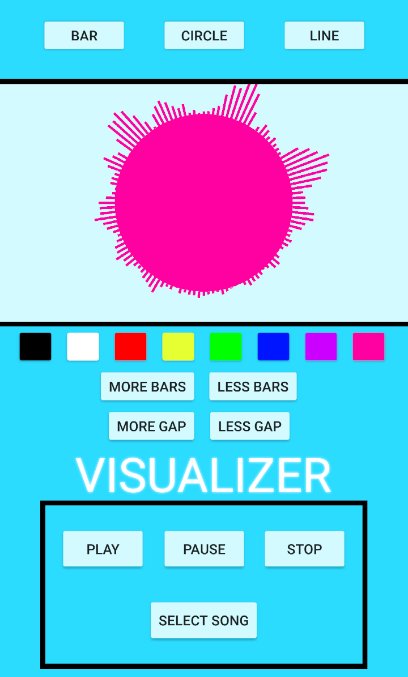 BAR CIRCLE LINE
MORE BARS LESS BARS
MORE GAP LESS GAP
VISUALIZER
PLAY PAUSE STOP
SELECT SONG